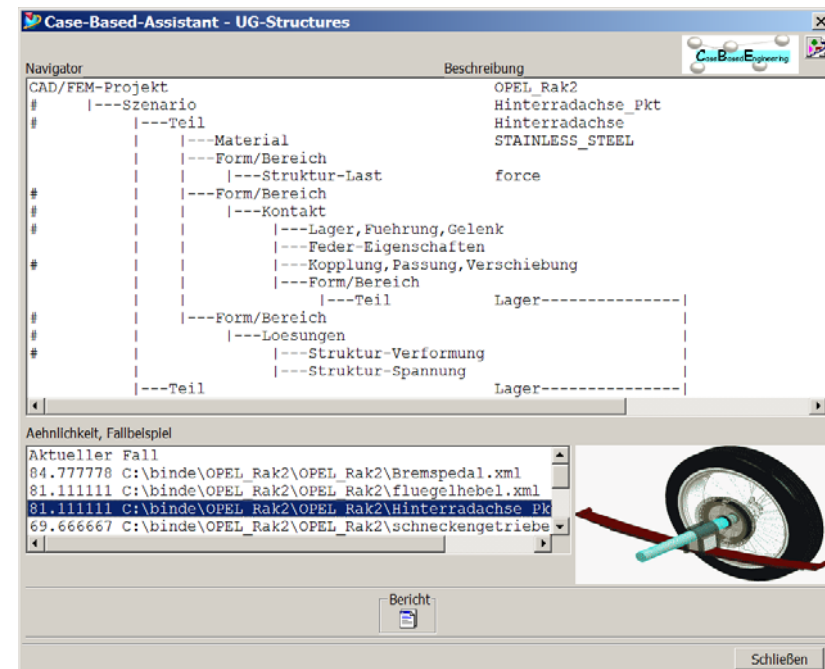 Case-Based-Assistant - UG-Structures
CaseBasedEngineering
Navigator Beschreibung
CAD/FEM-Projekt OPEL_Rak2
# |---Szenario Hinterradachse_Pkt
# |---Teil Hinterradachse
| |---Material STAINLESS_STEEL
| |---Form/Bereich
| | |---Struktur-Last force
# | |---Form/Bereich
# | | |---Kontakt
# | | |---Lager,Fuehrung,Gelenk
| | |---Feder-Eigenschaften
# | | |---Kopplung,Passung,Verschiebung
| | |---Form/Bereich
| | |---Teil Lager---------------|
# | |---Form/Bereich |
# | |---Loesungen |
# | |---Struktur-Verformung |
| |---Struktur-Spannung |
|---Teil Lager---------------|
Aehnlichkeit, Fallbeispiel
Aktueller Fall
84.777778 C:\binde\OPEL_Rak2\OPEL_Rak2\Bremspedal.xml
81.111111 C:\binde\OPEL_Rak2\OPEL_Rak2\fluegelhebel.xml
81.111111 C:\binde\OPEL_Rak2\OPEL_Rak2\Hinterradachse_Pk
69.666667 C:\binde\OPEL_Rak2\OPEL_Rak2\schneckengetriebe
Bericht
Schließen